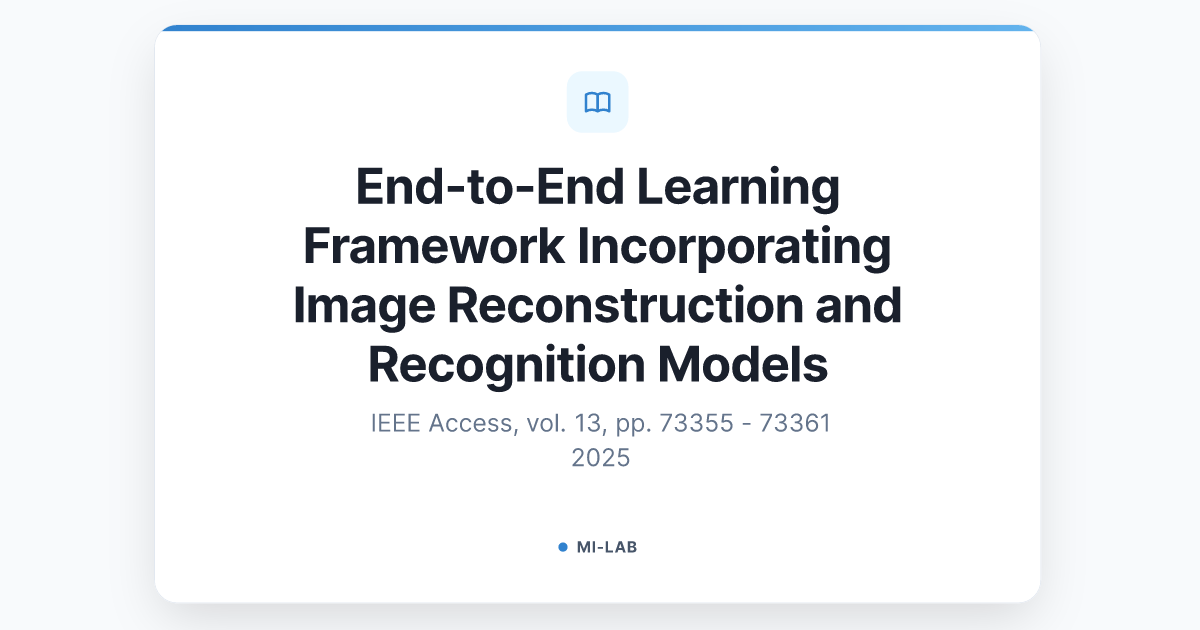 End-to-End Learning
Framework Incorporating
Image Reconstruction and
Recognition Models
IEEE Access, vol. 13, pp. 73355 - 73361
2025
MI-LAB